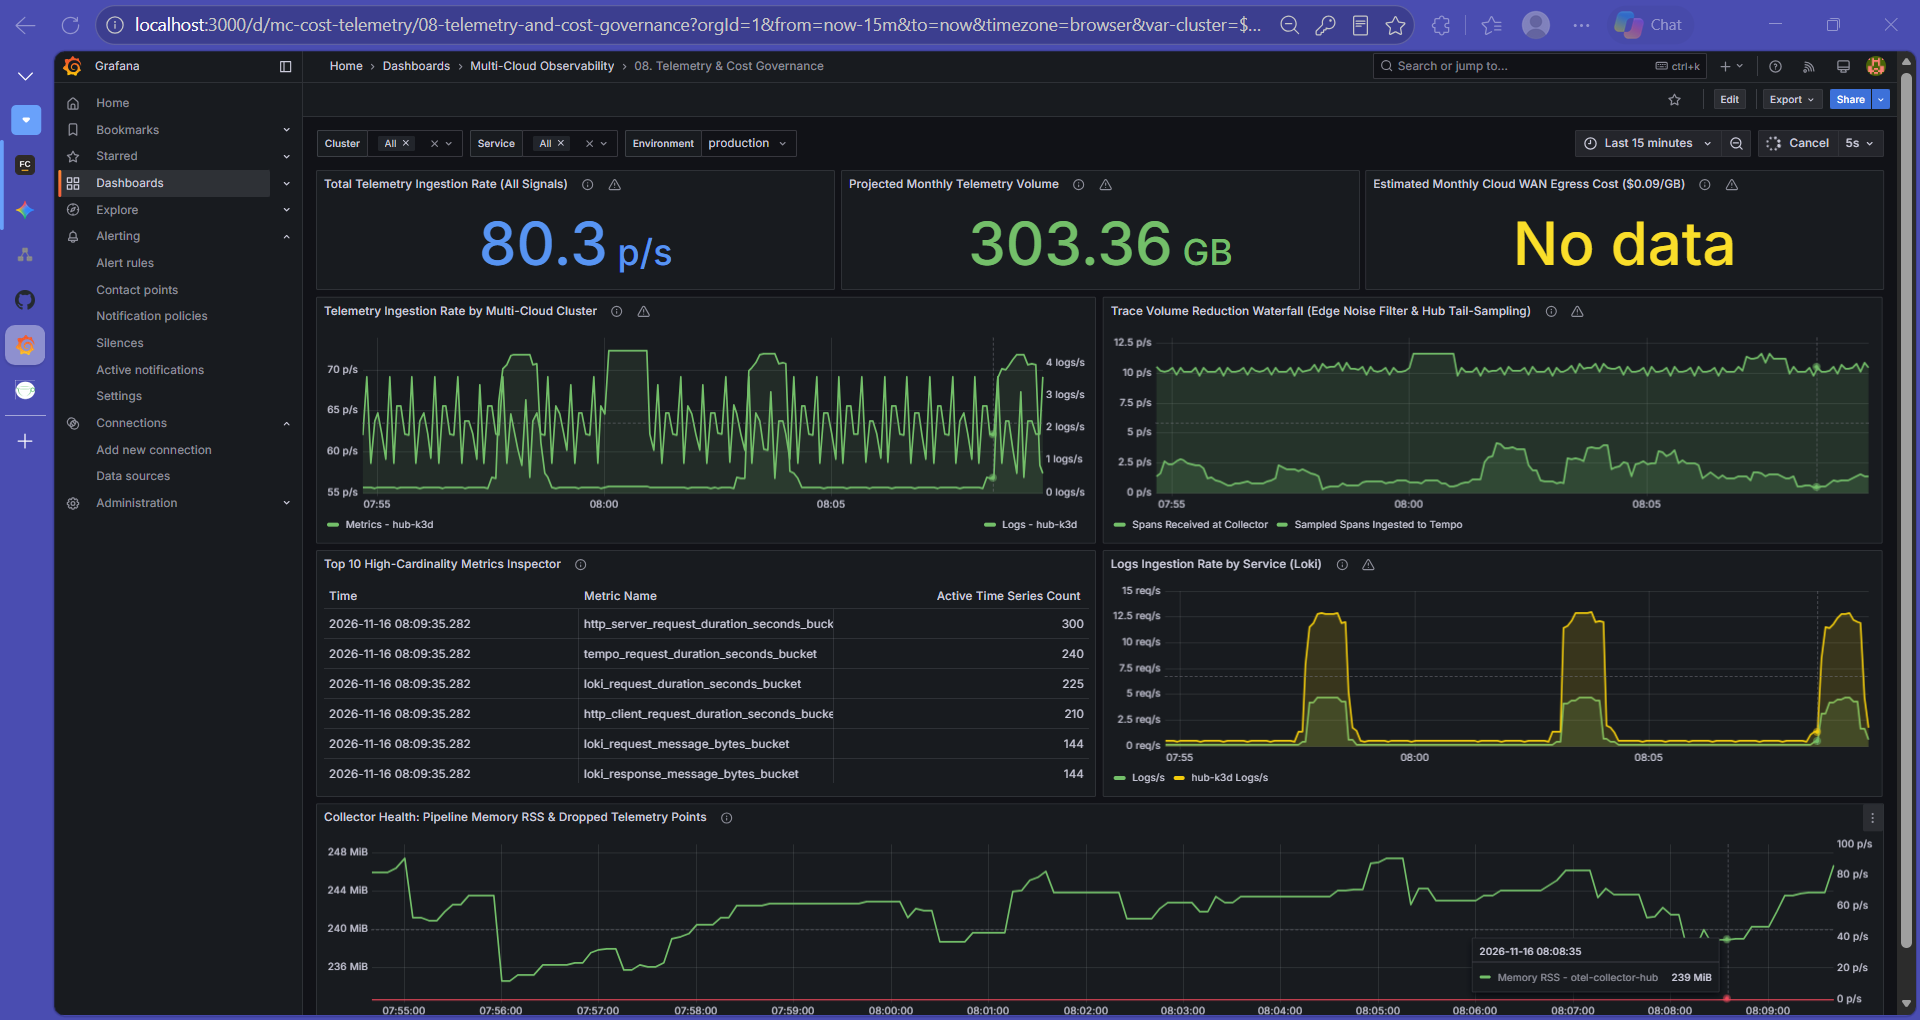 localhost:3000/d/mc-cost-telemetry/08-telemetry-and-cost-governance?orgId=1&from=now-15m&to=now&timezone=browser&var-cluster=$...
Chat
Grafana
Home › Dashboards › Multi-Cloud Observability › 08. Telemetry & Cost Governance
Search or jump to...
ctrl+k
Home
Bookmarks
Starred
Dashboards
Explore
Alerting
Alert rules
Contact points
Notification policies
Silences
Active notifications
Settings
Connections
Add new connection
Data sources
Administration
FC
Edit
Export
Share
Cluster All
Service All
Environment production
Last 15 minutes
Cancel
5s
Total Telemetry Ingestion Rate (All Signals)
80.3 p/s
Projected Monthly Telemetry Volume
303.36 GB
Estimated Monthly Cloud WAN Egress Cost ($0.09/GB)
No data
Telemetry Ingestion Rate by Multi-Cloud Cluster
70 p/s
65 p/s
60 p/s
55 p/s
4 logs/s
3 logs/s
2 logs/s
1 logs/s
0 logs/s
07:55 08:00 08:05
Metrics - hub-k3d
Logs - hub-k3d
Trace Volume Reduction Waterfall (Edge Noise Filter & Hub Tail-Sampling)
12.5 p/s
10 p/s
7.5 p/s
5 p/s
2.5 p/s
0 p/s
07:55 08:00 08:05
Spans Received at Collector Sampled Spans Ingested to Tempo
Top 10 High-Cardinality Metrics Inspector
Time Metric Name Active Time Series Count
2026-11-16 08:09:35.282 http_server_request_duration_seconds_buck 300
2026-11-16 08:09:35.282 tempo_request_duration_seconds_bucket 240
2026-11-16 08:09:35.282 loki_request_duration_seconds_bucket 225
2026-11-16 08:09:35.282 http_client_request_duration_seconds_bucke 210
2026-11-16 08:09:35.282 loki_request_message_bytes_bucket 144
2026-11-16 08:09:35.282 loki_response_message_bytes_bucket 144
Logs Ingestion Rate by Service (Loki)
15 req/s
12.5 req/s
10 req/s
7.5 req/s
5 req/s
2.5 req/s
0 req/s
07:55 08:00 08:05
Logs/s hub-k3d Logs/s
Collector Health: Pipeline Memory RSS & Dropped Telemetry Points
248 MiB
244 MiB
240 MiB
236 MiB
100 p/s
80 p/s
60 p/s
40 p/s
20 p/s
0 p/s
2026-11-16 08:08:35
Memory RSS - otel-collector-hub 239 MiB
07:55:00 07:56:00 07:57:00 07:58:00 07:59:00 08:00:00 08:01:00 08:02:00 08:03:00 08:04:00 08:05:00 08:06:00 08:07:00 08:08:00 08:09:00